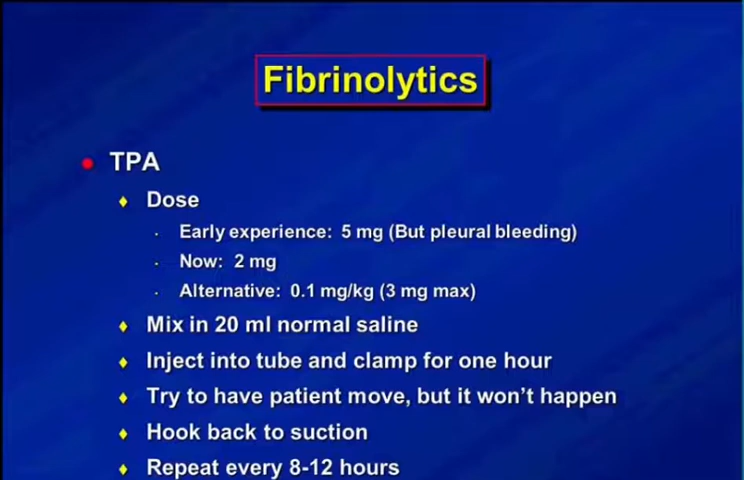 Fibrinolytics
TPA
Dose
Early experience: 5 mg (But pleural bleeding)
Now: 2 mg
Alternative: 0.1 mg/kg (3 mg max)
Mix in 20 ml normal saline
Inject into tube and clamp for one hour
Try to have patient move, but it won't happen
Hook back to suction
Repeat every 8-12 hours